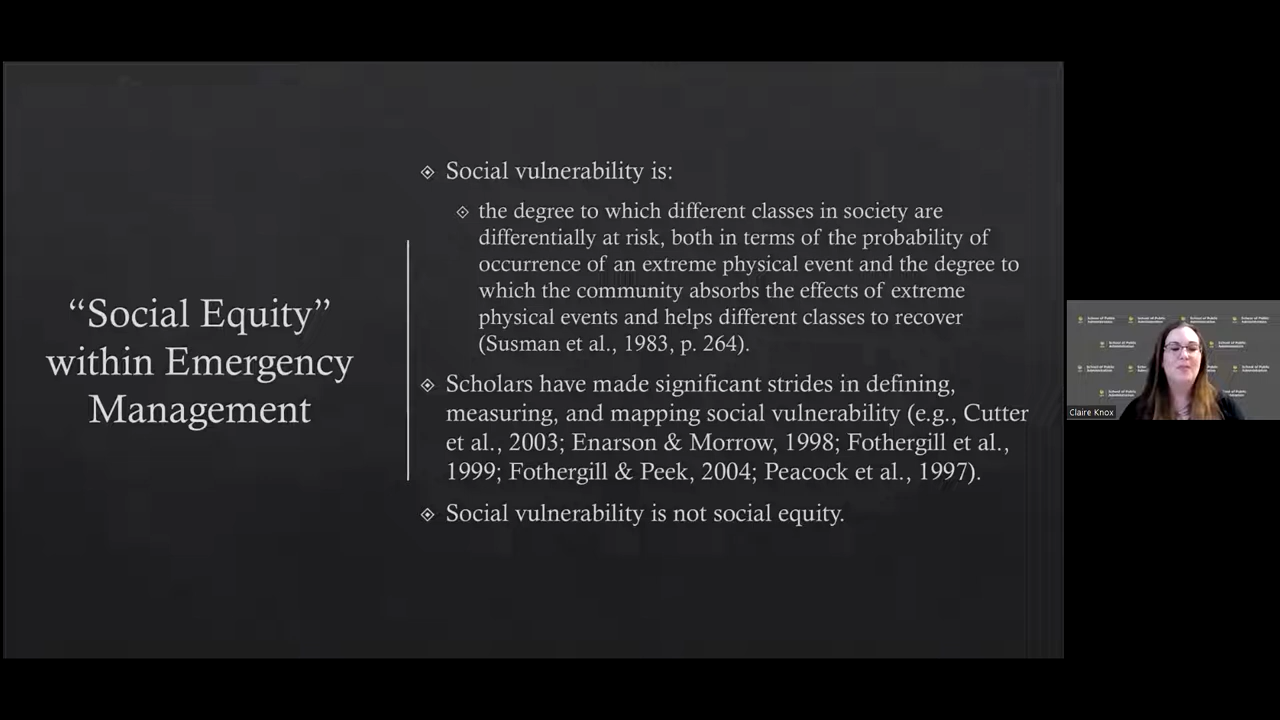 “Social Equity”
within Emergency
Management
Social vulnerability is:
the degree to which different classes in society are
differentially at risk, both in terms of the probability of
occurrence of an extreme physical event and the degree to
which the community absorbs the effects of extreme
physical events and helps different classes to recover
(Susman et al., 1983, p. 264).
Scholars have made significant strides in defining,
measuring, and mapping social vulnerability (e.g., Cutter
et al., 2003; Enarson & Morrow, 1998; Fothergill et al.,
1999; Fothergill & Peek, 2004; Peacock et al., 1997).
Social vulnerability is not social equity.
School of Public
Administration
Claire Knox